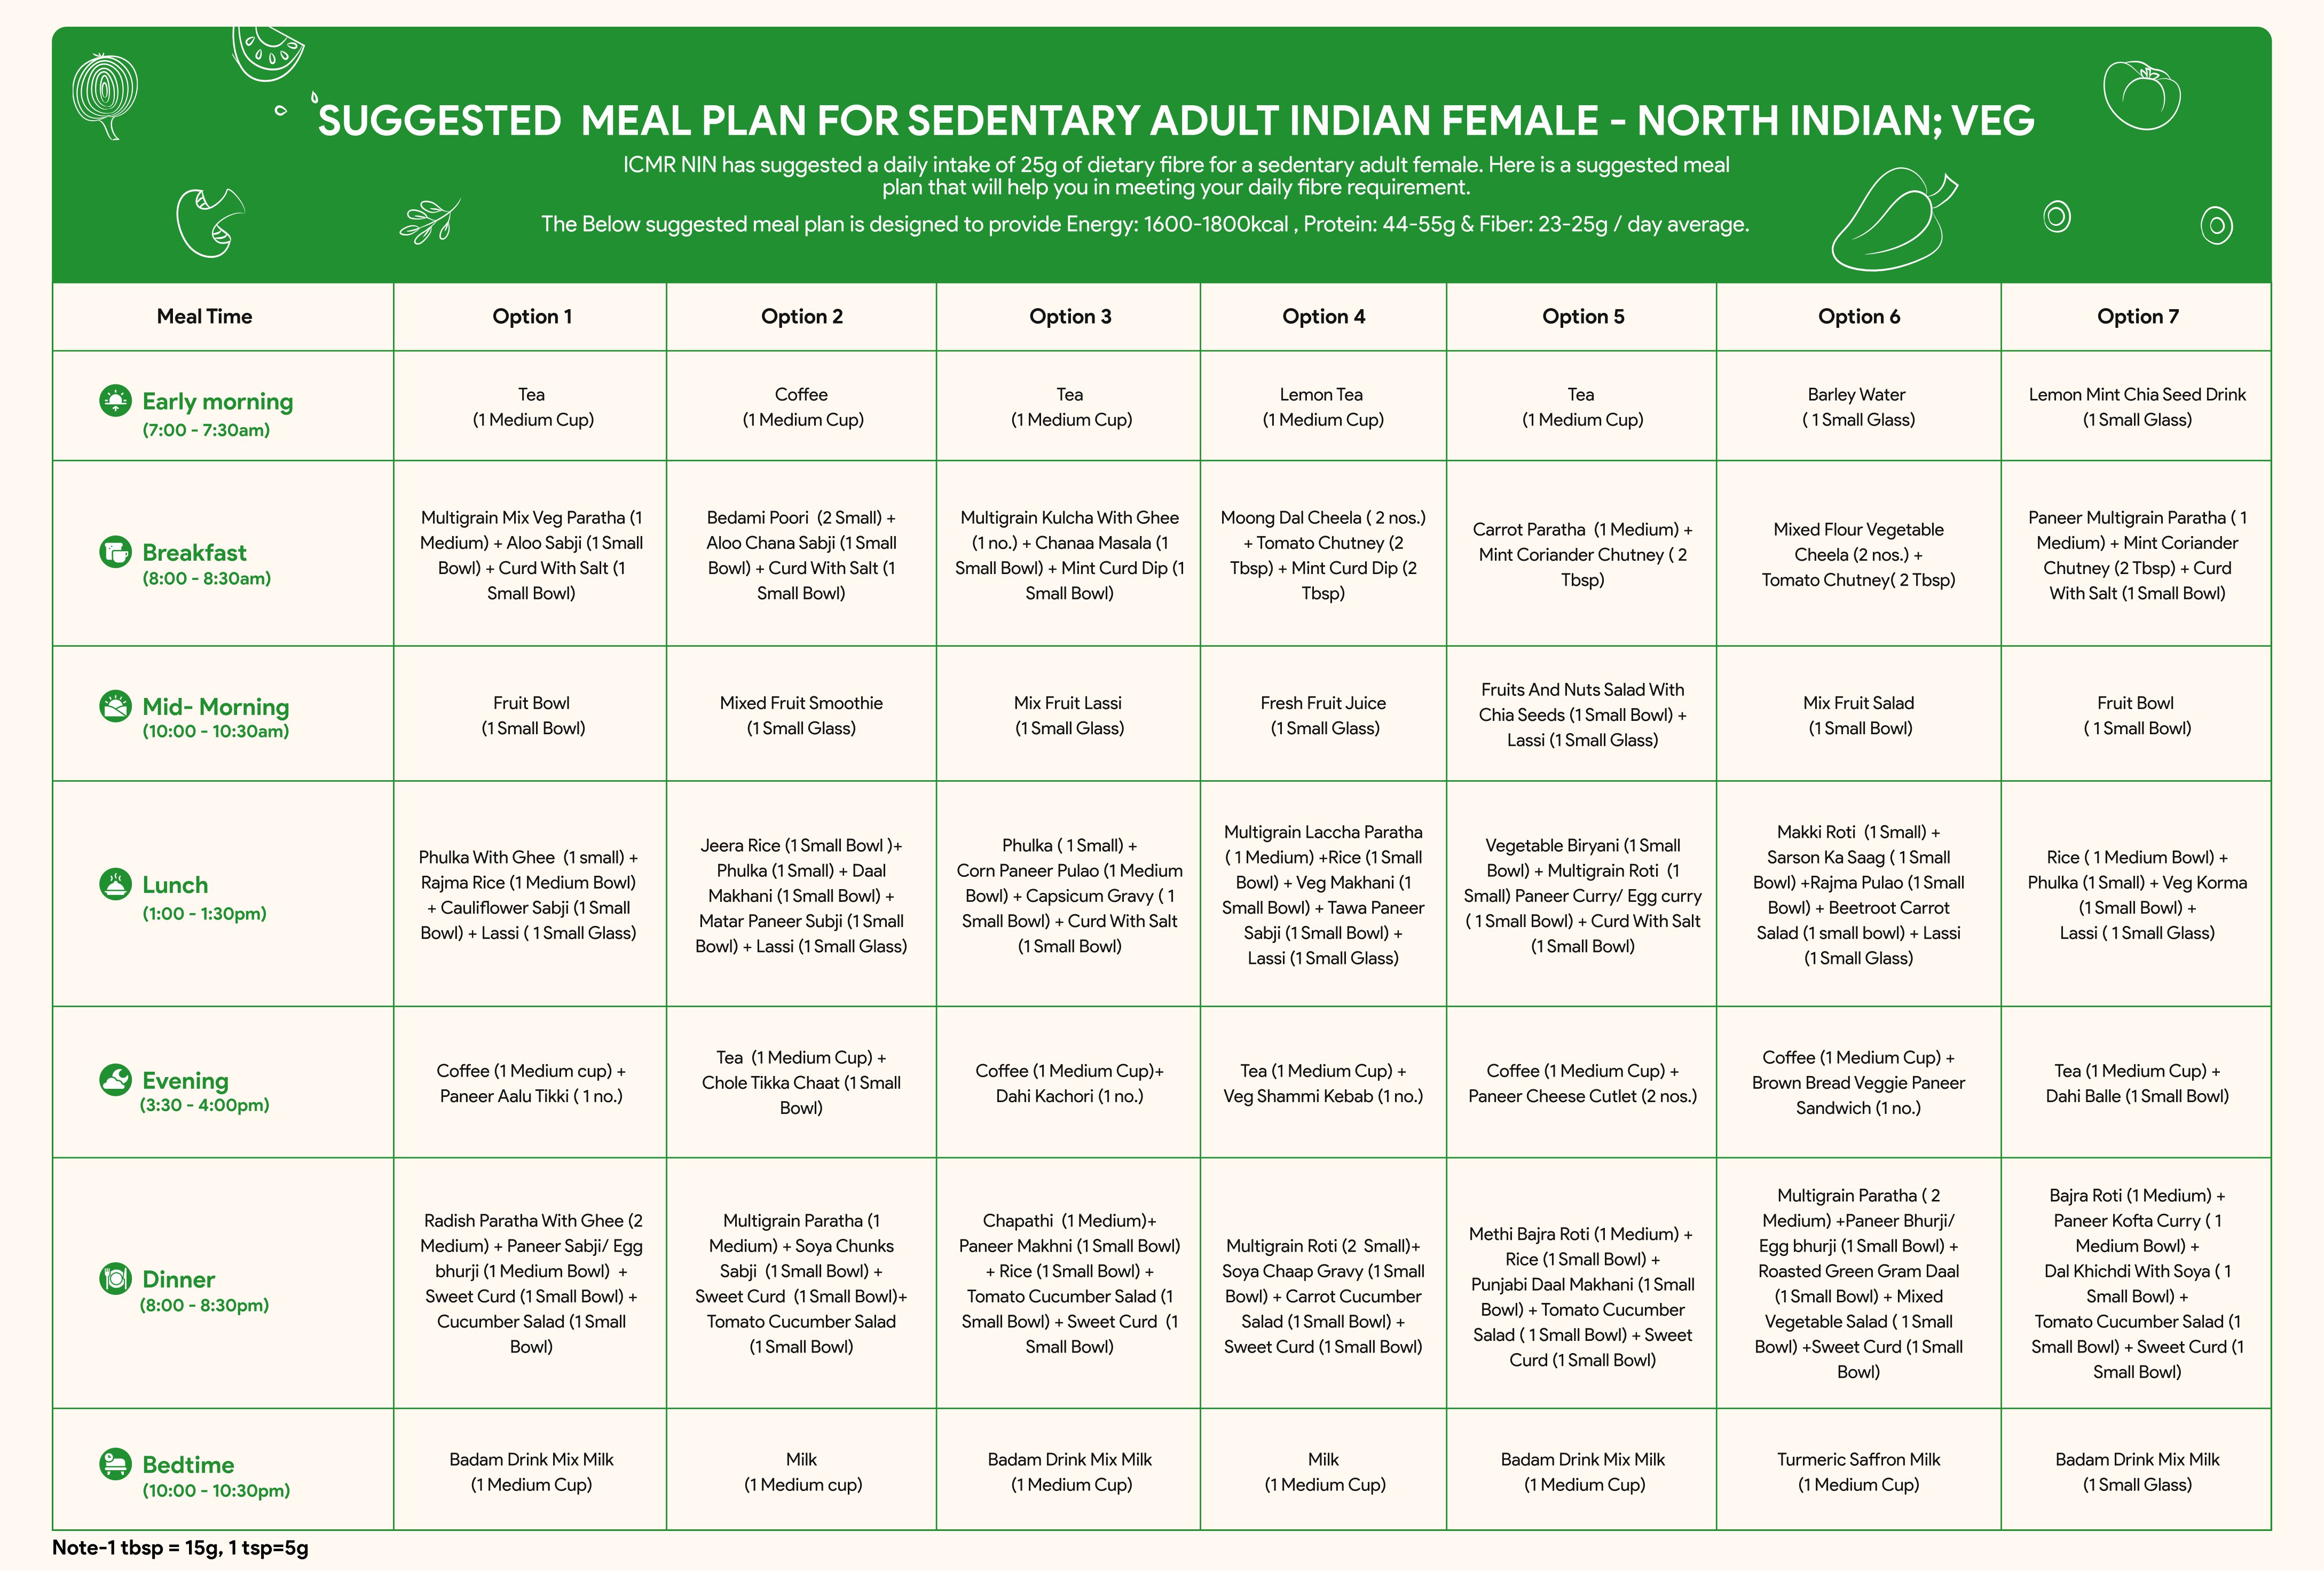 SUGGESTED MEAL PLAN FOR SEDENTARY ADULT INDIAN FEMALE - NORTH INDIAN; VEG
ICMR NIN has suggested a daily intake of 25g of dietary fibre for a sedentary adult female. Here is a suggested meal
plan that will help you in meeting your daily fibre requirement.
The Below suggested meal plan is designed to provide Energy: 1600-1800kcal , Protein: 44-55g & Fiber: 23-25g / day average.
Meal Time
Option 1
Option 2
Option 3
Option 4
Option 5
Option 6
Option 7
Early morning
(7:00 - 7:30am)
Tea
(1 Medium Cup)
Coffee
(1 Medium Cup)
Tea
(1 Medium Cup)
Lemon Tea
(1 Medium Cup)
Tea
(1 Medium Cup)
Barley Water
( 1 Small Glass)
Lemon Mint Chia Seed Drink
(1 Small Glass)
Breakfast
(8:00 - 8:30am)
Multigrain Mix Veg Paratha (1
Medium) + Aloo Sabji (1 Small
Bowl) + Curd With Salt (1
Small Bowl)
Bedami Poori (2 Small) +
Aloo Chana Sabji (1 Small
Bowl) + Curd With Salt (1
Small Bowl)
Multigrain Kulcha With Ghee
(1 no.) + Chanaa Masala (1
Small Bowl) + Mint Curd Dip (1
Small Bowl)
Moong Dal Cheela ( 2 nos.)
+ Tomato Chutney (2
Tbsp) + Mint Curd Dip (2
Tbsp)
Carrot Paratha (1 Medium) +
Mint Coriander Chutney ( 2
Tbsp)
Mixed Flour Vegetable
Cheela (2 nos.) +
Tomato Chutney( 2 Tbsp)
Paneer Multigrain Paratha ( 1
Medium) + Mint Coriander
Chutney (2 Tbsp) + Curd
With Salt (1 Small Bowl)
Mid- Morning
(10:00 - 10:30am)
Fruit Bowl
(1 Small Bowl)
Mixed Fruit Smoothie
(1 Small Glass)
Mix Fruit Lassi
(1 Small Glass)
Fresh Fruit Juice
(1 Small Glass)
Fruits And Nuts Salad With
Chia Seeds (1 Small Bowl) +
Lassi (1 Small Glass)
Mix Fruit Salad
(1 Small Bowl)
Fruit Bowl
( 1 Small Bowl)
Lunch
(1:00 - 1:30pm)
Phulka With Ghee (1 small) +
Rajma Rice (1 Medium Bowl)
+ Cauliflower Sabji (1 Small
Bowl) + Lassi ( 1 Small Glass)
Jeera Rice (1 Small Bowl )+
Phulka (1 Small) + Daal
Makhani (1 Small Bowl) +
Matar Paneer Subji (1 Small
Bowl) + Lassi (1 Small Glass)
Phulka ( 1 Small) +
Corn Paneer Pulao (1 Medium
Bowl) + Capsicum Gravy ( 1
Small Bowl) + Curd With Salt
(1 Small Bowl)
Multigrain Laccha Paratha
( 1 Medium) +Rice (1 Small
Bowl) + Veg Makhani (1
Small Bowl) + Tawa Paneer
Sabji (1 Small Bowl) +
Lassi (1 Small Glass)
Vegetable Biryani (1 Small
Bowl) + Multigrain Roti (1
Small) Paneer Curry/ Egg curry
( 1 Small Bowl) + Curd With Salt
(1 Small Bowl)
Makki Roti (1 Small) +
Sarson Ka Saag ( 1 Small
Bowl) +Rajma Pulao (1 Small
Bowl) + Beetroot Carrot
Salad (1 small bowl) + Lassi
(1 Small Glass)
Rice ( 1 Medium Bowl) +
Phulka (1 Small) + Veg Korma
(1 Small Bowl) +
Lassi ( 1 Small Glass)
Evening
(3:30 - 4:00pm)
Coffee (1 Medium cup) +
Paneer Aalu Tikki ( 1 no.)
Tea (1 Medium Cup) +
Chole Tikka Chaat (1 Small
Bowl)
Coffee (1 Medium Cup)+
Dahi Kachori (1 no.)
Tea (1 Medium Cup) +
Veg Shammi Kebab (1 no.)
Coffee (1 Medium Cup) +
Paneer Cheese Cutlet (2 nos.)
Coffee (1 Medium Cup) +
Brown Bread Veggie Paneer
Sandwich (1 no.)
Tea (1 Medium Cup) +
Dahi Balle (1 Small Bowl)
Dinner
(8:00 - 8:30pm)
Radish Paratha With Ghee (2
Medium) + Paneer Sabji/ Egg
bhurji (1 Medium Bowl) +
Sweet Curd (1 Small Bowl) +
Cucumber Salad (1 Small
Bowl)
Multigrain Paratha (1
Medium) + Soya Chunks
Sabji (1 Small Bowl) +
Sweet Curd (1 Small Bowl)+
Tomato Cucumber Salad
(1 Small Bowl)
Chapathi (1 Medium)+
Paneer Makhni (1 Small Bowl)
+ Rice (1 Small Bowl) +
Tomato Cucumber Salad (1
Small Bowl) + Sweet Curd (1
Small Bowl)
Multigrain Roti (2 Small)+
Soya Chaap Gravy (1 Small
Bowl) + Carrot Cucumber
Salad (1 Small Bowl) +
Sweet Curd (1 Small Bowl)
Methi Bajra Roti (1 Medium) +
Rice (1 Small Bowl) +
Punjabi Daal Makhani (1 Small
Bowl) + Tomato Cucumber
Salad ( 1 Small Bowl) + Sweet
Curd (1 Small Bowl)
Multigrain Paratha ( 2
Medium) +Paneer Bhurji/
Egg bhurji (1 Small Bowl) +
Roasted Green Gram Daal
(1 Small Bowl) + Mixed
Vegetable Salad ( 1 Small
Bowl) +Sweet Curd (1 Small
Bowl)
Bajra Roti (1 Medium) +
Paneer Kofta Curry ( 1
Medium Bowl) +
Dal Khichdi With Soya ( 1
Small Bowl) +
Tomato Cucumber Salad (1
Small Bowl) + Sweet Curd (1
Small Bowl)
Bedtime
(10:00 - 10:30pm)
Badam Drink Mix Milk
(1 Medium Cup)
Milk
(1 Medium cup)
Badam Drink Mix Milk
(1 Medium Cup)
Milk
(1 Medium Cup)
Badam Drink Mix Milk
(1 Medium Cup)
Turmeric Saffron Milk
(1 Medium Cup)
Badam Drink Mix Milk
(1 Small Glass)
Note-1 tbsp = 15g, 1 tsp=5g